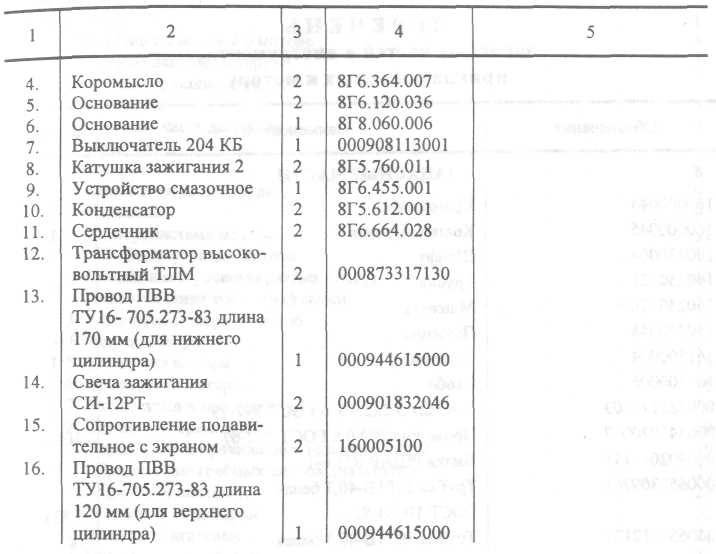 1 2 3 4 5
4. Коромысло 2 8Г6.364.007
5. Основание 2 8Г6.120.036
6. Основание 1 8Г8.060.006
7. Выключатель 204 КБ 1 000908113001
8. Катушка зажигания 2 2 8Г5.760.011
9. Устройство смазочное 1 8Г6.455.001
10. Конденсатор 2 8Г5.612.001
11. Сердечник 2 8Г6.664.028
12. Трансформатор высоко-
вольтный ТЛМ 2 000873317130
13. Провод ПВВ
ТУ16- 705.273-83 длина
170 мм (для нижнего
цилиндра) 1 000944615000
14. Свеча зажигания
СИ-12РТ 2 000901832046
15. Сопротивление подави-
тельное с экраном 2 160005100
16. Провод ПВВ
ТУ16-705.273-83 длина
120 мм (для верхнего
цилиндра) 1 000944615000